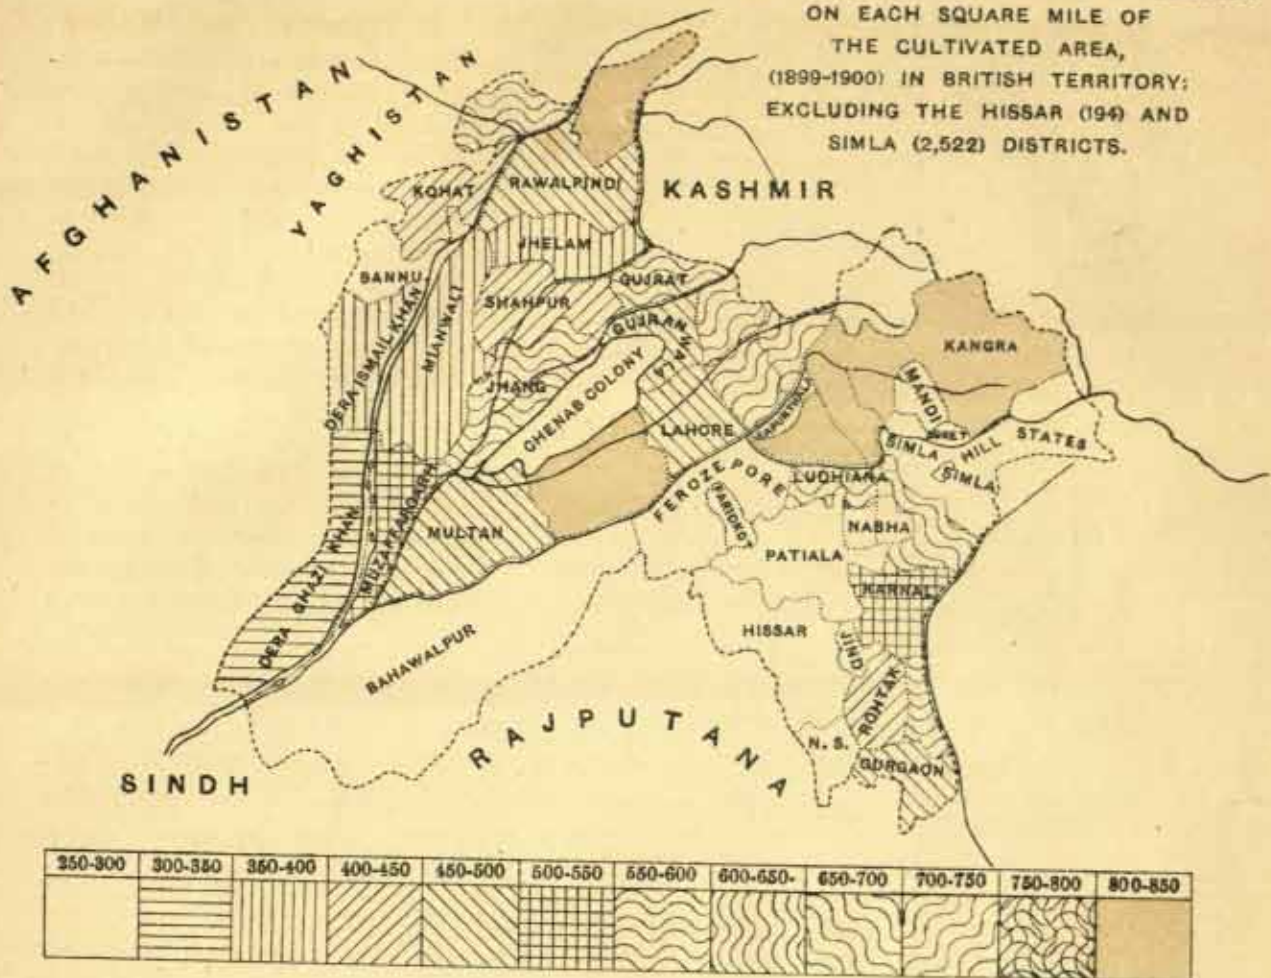 ON EACH SQUARE MILE OF
THE CULTIVATED AREA,
(1899-1900) IN BRITISH TERRITORY;
EXCLUDING THE HISSAR (194) AND
SIMLA (2,522) DISTRICTS.
AFGHANISTAN
YAGHISTAN
KASHMIR
KOHAT
RAWALPINDI
JHELAM
BANNU
GUJRAT
SHAHPUR
DERA ISMAIL KHAN
MIANWALI
GUJRANWALA
KANGRA
MANDI
JHANG
CHENAB COLONY
KAPURTHALA
LAHORE
SUKET
SIMLA HILL STATES
SIMLA
LUDHIANA
FEROZEPORE
FARIDKOT
NABHA
PATIALA
MULTAN
MUZAFFARGARH
DERA GHAZI KHAN
KARNAL
HISSAR
JIND
BAHAWALPUR
ROHTAK
N. S.
GURGAON
RAJPUTANA
SINDH
250-300 300-350 350-400 400-450 450-500 500-550 550-600 600-650- 650-700 700-750 750-800 800-850